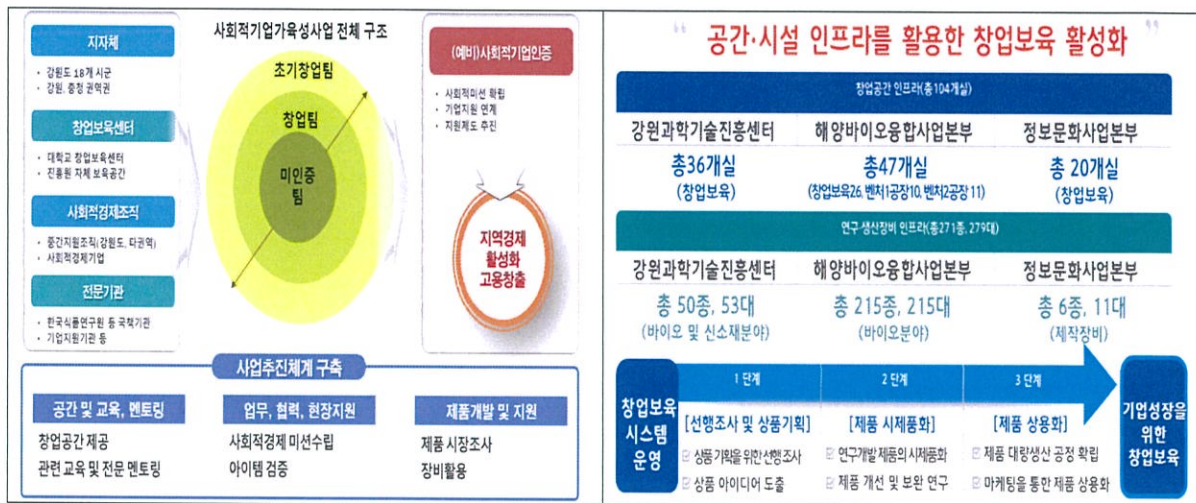 지자체
• 강원도 18개 시군
• 강원, 충청 권역권
창업보육센터
• 대학교 창업보육센터
• 진흥원 자체 보육공간
사회적경제조직
• 중간지원조직(강원도, 타권역)
• 사회적경제기업
전문기관
• 한국식품연구원 등 국책기관
• 기업지원기관 등
사회적기업가육성사업 전체 구조
초기창업팀
창업팀
미인증
팀
(예비)사회적기업인증
• 사회적미션 확립
• 기업지원 연계
• 지원제도 추진
지역경제
활성화
고용창출
사업추진체계 구축
공간 및 교육, 멘토링
창업공간 제공
관련 교육 및 전문 멘토링
업무, 협력, 현장지원
사회적경제 미션수립
아이템 검증
제품개발 및 지원
제품 시장조사
장비활용
“ 공간·시설 인프라를 활용한 창업보육 활성화 ”
창업공간 인프라(총104개실)
강원과학기술진흥센터 해양바이오융합사업본부 정보문화사업본부
총36개실 총47개실 총 20개실
(창업보육) (창업보육26, 벤처1공장10, 벤처2공장 11) (창업보육)
연구·생산장비 인프라(총271종, 279대)
강원과학기술진흥센터 해양바이오융합사업본부 정보문화사업본부
총 50종, 53대 총 215종, 215대 총 6종, 11대
(바이오 및 신소재분야) (바이오분야) (제작장비)
창업보육
시스템
운영
1 단계 2 단계 3 단계
[선행조사 및 상품기획] [제품 시제품화] [제품 상용화]
☑ 상품 기획을 위한 선행 조사 ☑ 연구개발 제품의 시제품화 ☑ 제품 대량생산 공정 확립
☑ 상품 아이디어 도출 ☑ 제품 개선 및 보완 연구 ☑ 마케팅을 통한 제품 상용화
기업성장을
위한
창업보육